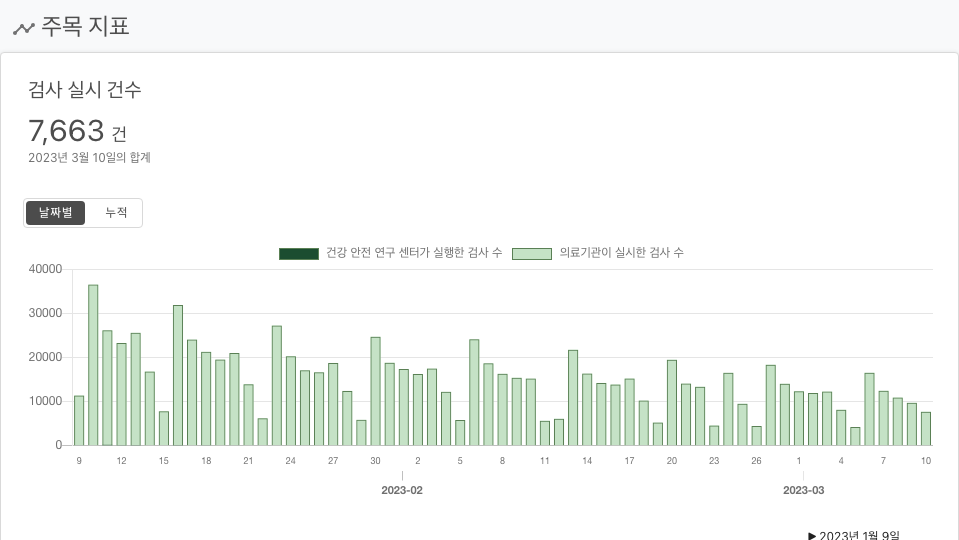 주목 지표
검사 실시 건수
7,663 건
2023년 3월 10일의 합계
날짜별 누적
건강 안전 연구 센터가 실행한 검사 수 의료기관이 실시한 검사 수
40000
30000
20000
10000
0
9 12 15 18 21 24 27 30 2 5 8 11 14 17 20 23 26 1 4 7 10
2023-02 2023-03
▶ 2023년 1월 9일